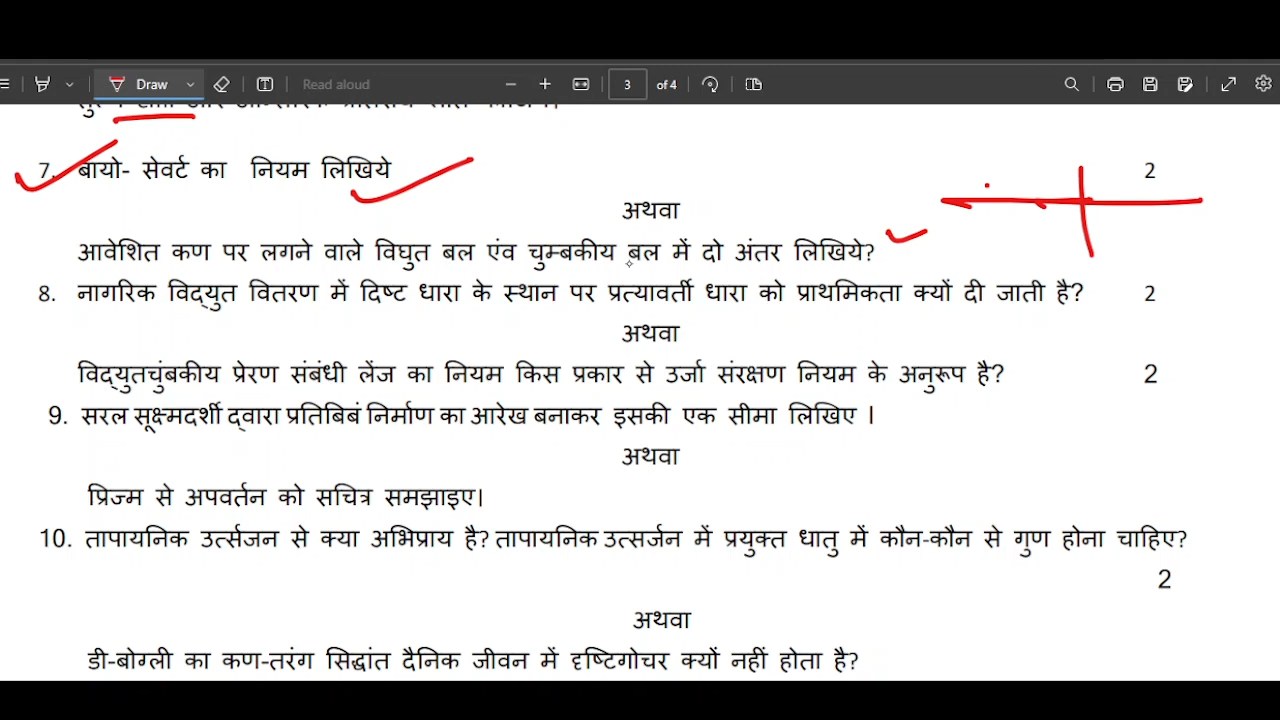 Draw
Read aloud
3 of 4
7. बायो- सेवर्ट का नियम लिखिये 2
अथवा
आवेशित कण पर लगने वाले विघुत बल एंव चुम्बकीय बल में दो अंतर लिखिये?
8. नागरिक विद्युत वितरण में दिष्ट धारा के स्थान पर प्रत्यावर्ती धारा को प्राथमिकता क्यों दी जाती है? 2
अथवा
विद्युतचुंबकीय प्रेरण संबंधी लेंज का नियम किस प्रकार से उर्जा संरक्षण नियम के अनुरूप है? 2
9. सरल सूक्ष्मदर्शी द्वारा प्रतिबिबं निर्माण का आरेख बनाकर इसकी एक सीमा लिखिए ।
अथवा
प्रिज्म से अपवर्तन को सचित्र समझाइए।
10. तापायनिक उर्त्सजन से क्या अभिप्राय है? तापायनिक उत्सर्जन में प्रयुक्त धातु में कौन-कौन से गुण होना चाहिए?
2
अथवा
डी-बोग्ली का कण-तरंग सिद्धांत दैनिक जीवन में दृष्टिगोचर क्यों नहीं होता है?